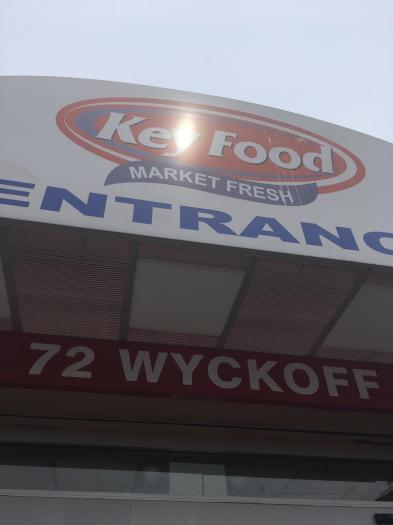 Key Food
MARKET FRESH
ENTRANC
72 WYCKOFF